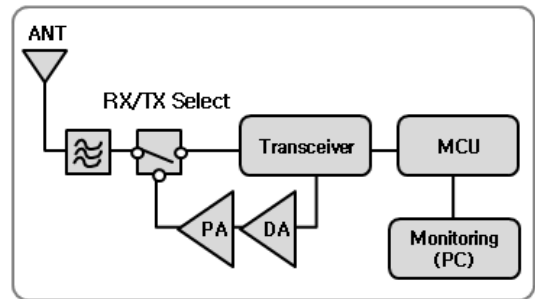 ANT
RX/TX Select
Transceiver
MCU
PA
DA
Monitoring
(PC)